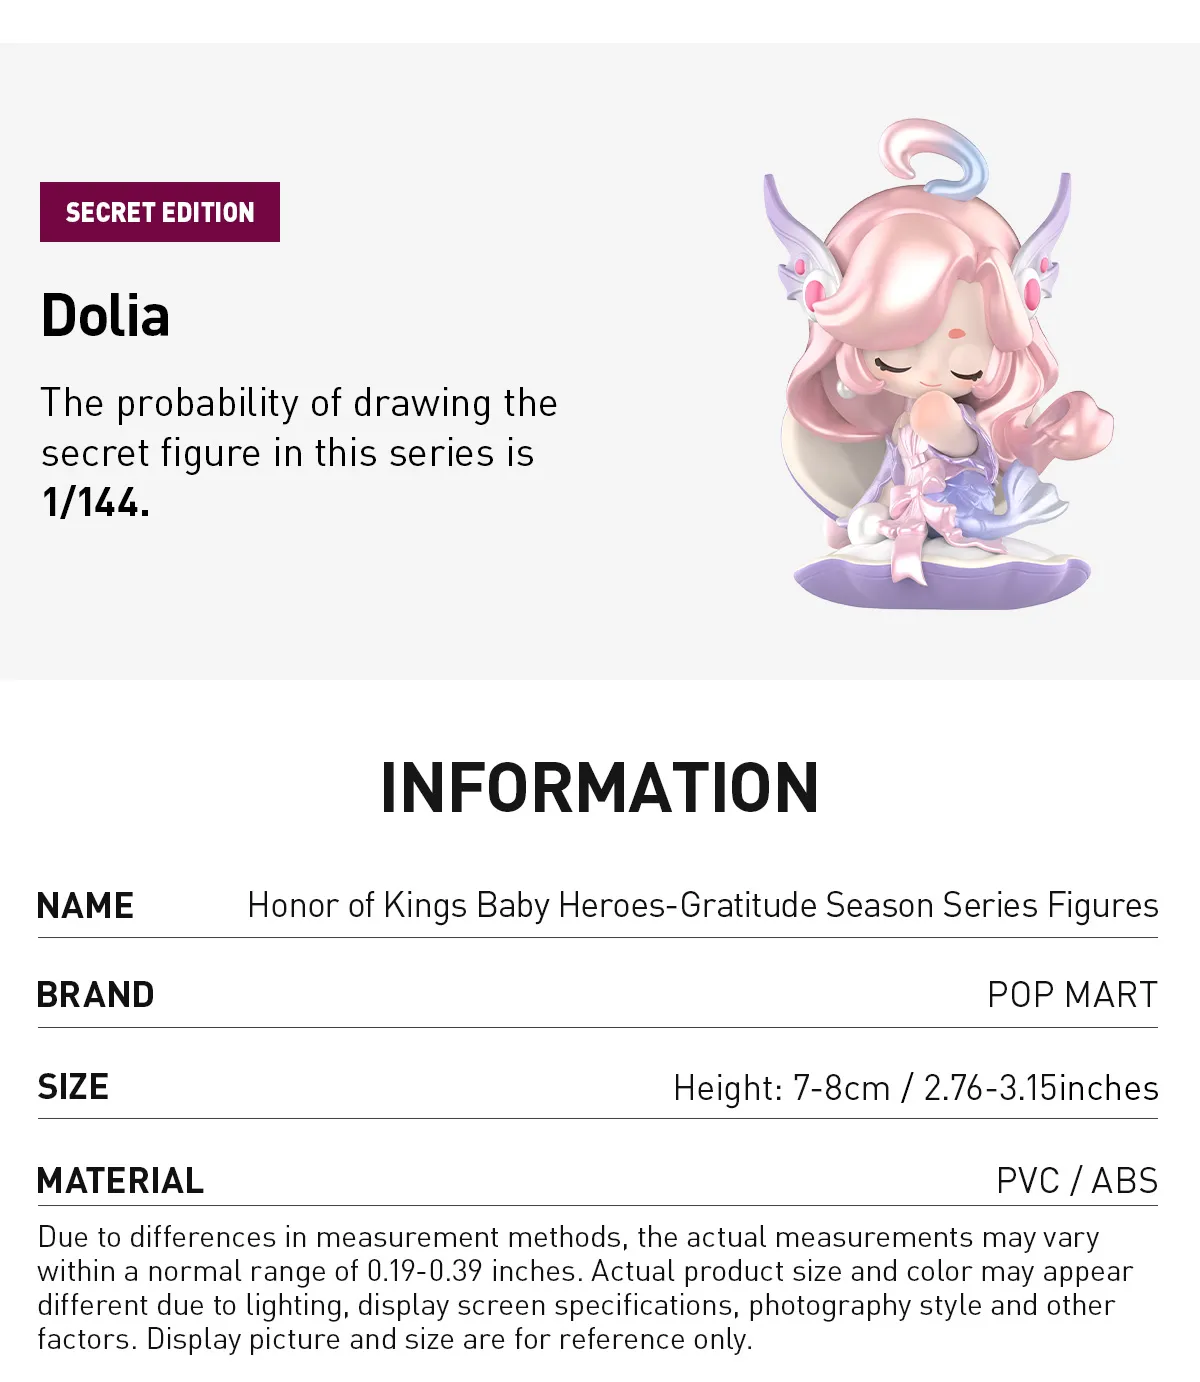 SECRET EDITION
Dolia
The probability of drawing the
secret figure in this series is
1/144.
INFORMATION
NAME Honor of Kings Baby Heroes-Gratitude Season Series Figures
BRAND POP MART
SIZE Height: 7-8cm / 2.76-3.15inches
MATERIAL PVC / ABS
Due to differences in measurement methods, the actual measurements may vary
within a normal range of 0.19-0.39 inches. Actual product size and color may appear
different due to lighting, display screen specifications, photography style and other
factors. Display picture and size are for reference only.